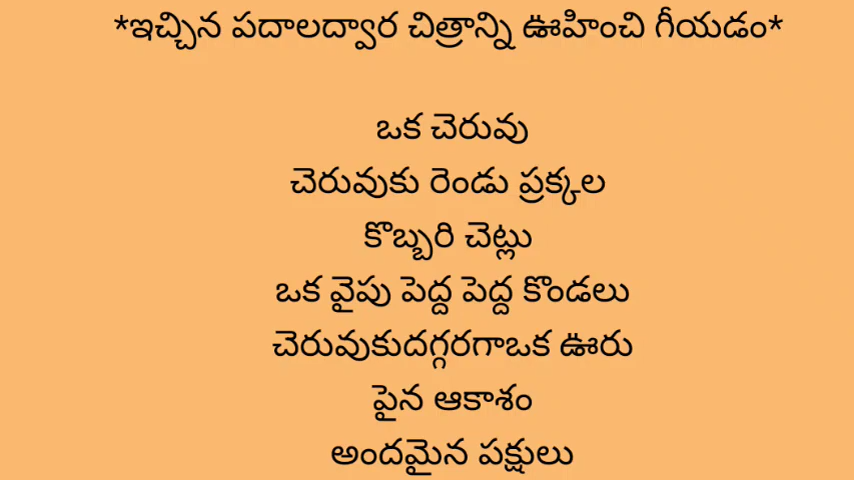 *ఇచ్చిన పదాలద్వార చిత్రాన్ని ఊహించి గీయడం*
ఒక చెరువు
చెరువుకు రెండు ప్రక్కల
కొబ్బరి చెట్లు
ఒక వైపు పెద్ద పెద్ద కొండలు
చెరువుకుదగ్గరగాఒక ఊరు
పైన ఆకాశం
అందమైన పక్షులు